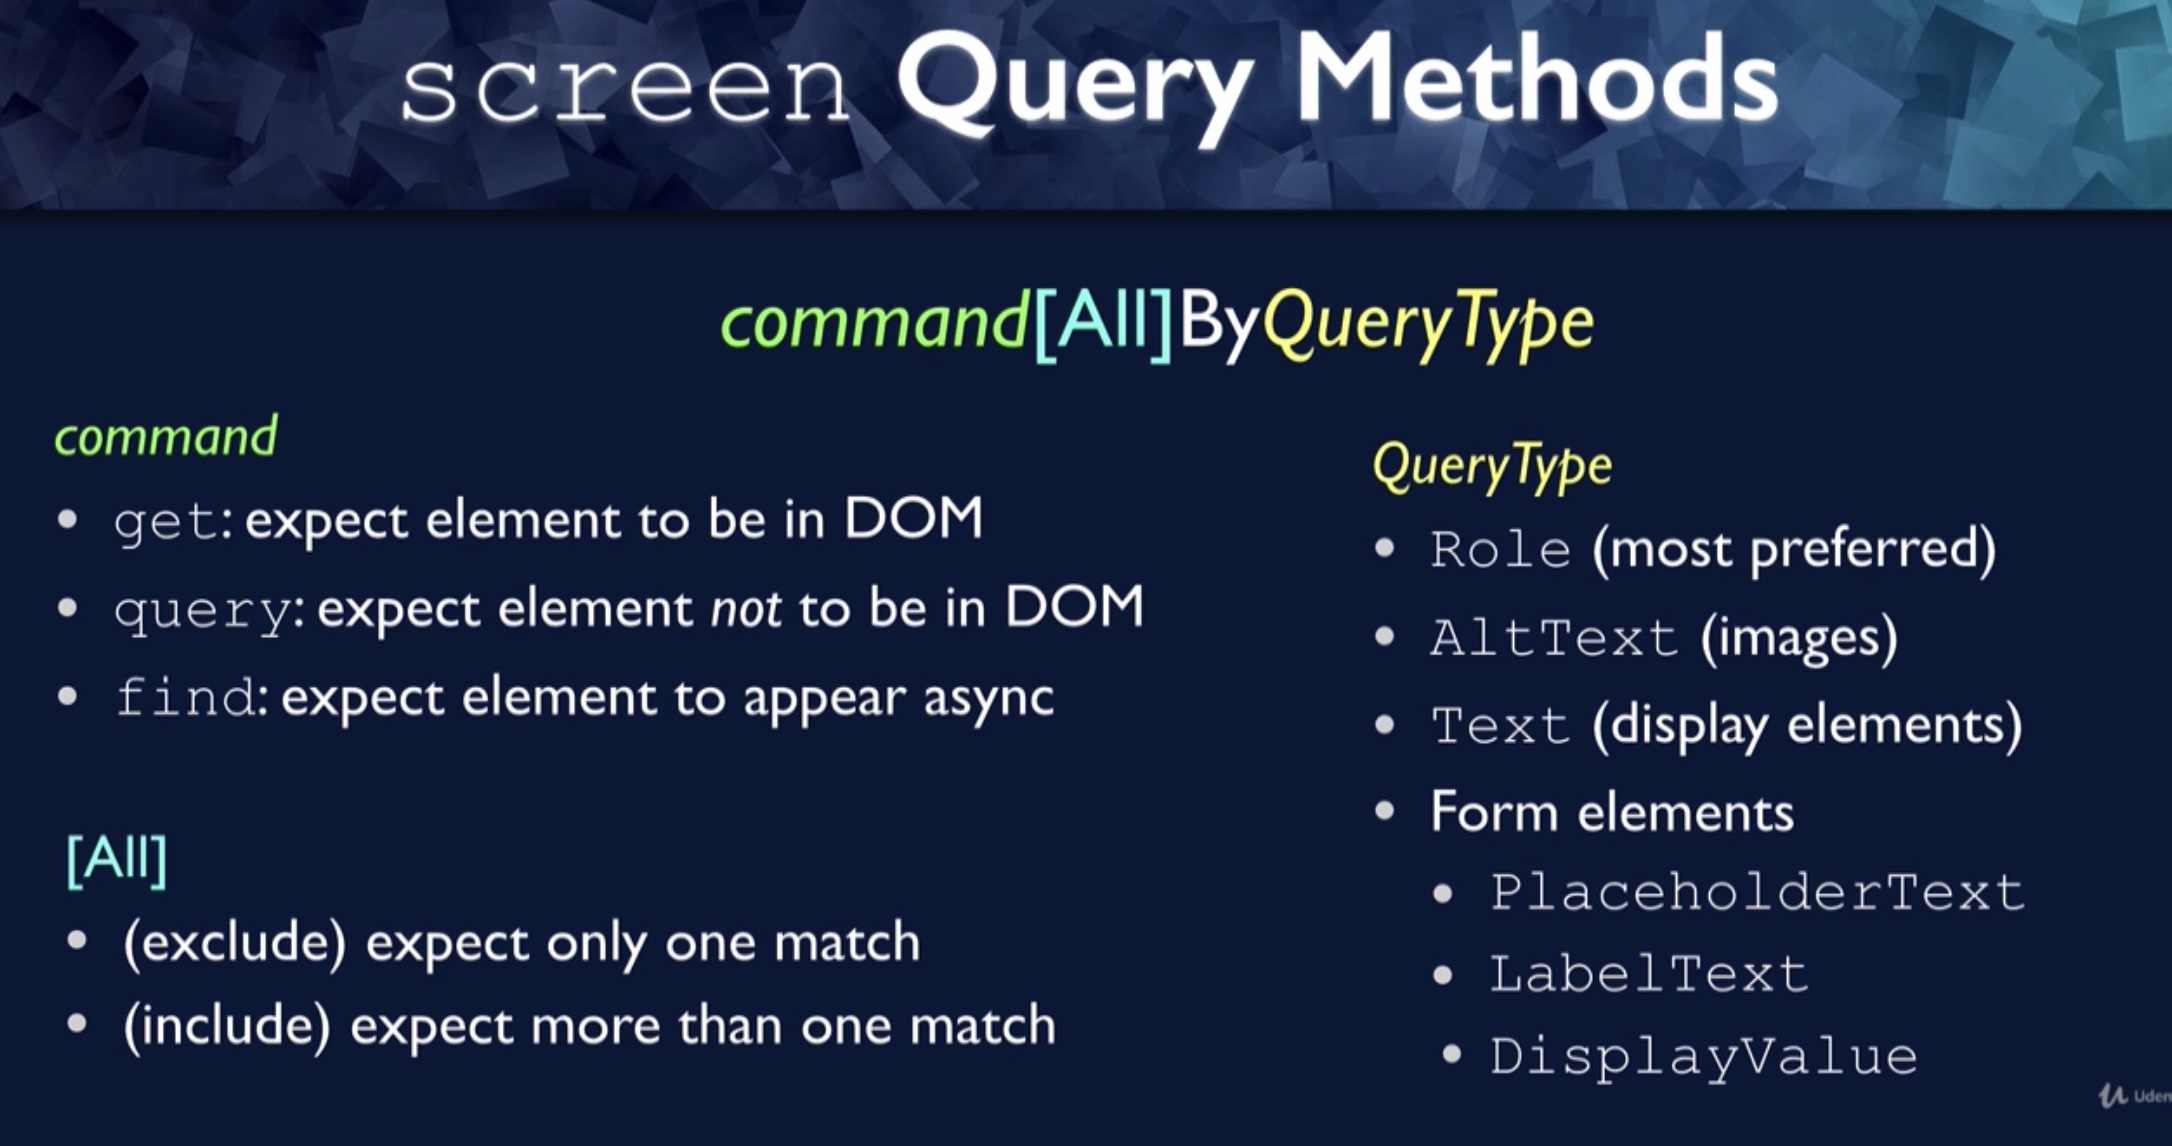 screen Query Methods
command[All]ByQueryType
command
• get: expect element to be in DOM
• query: expect element not to be in DOM
• find: expect element to appear async
[All]
• (exclude) expect only one match
• (include) expect more than one match
QueryType
• Role (most preferred)
• AltText (images)
• Text (display elements)
• Form elements
• PlaceholderText
• LabelText
• DisplayValue